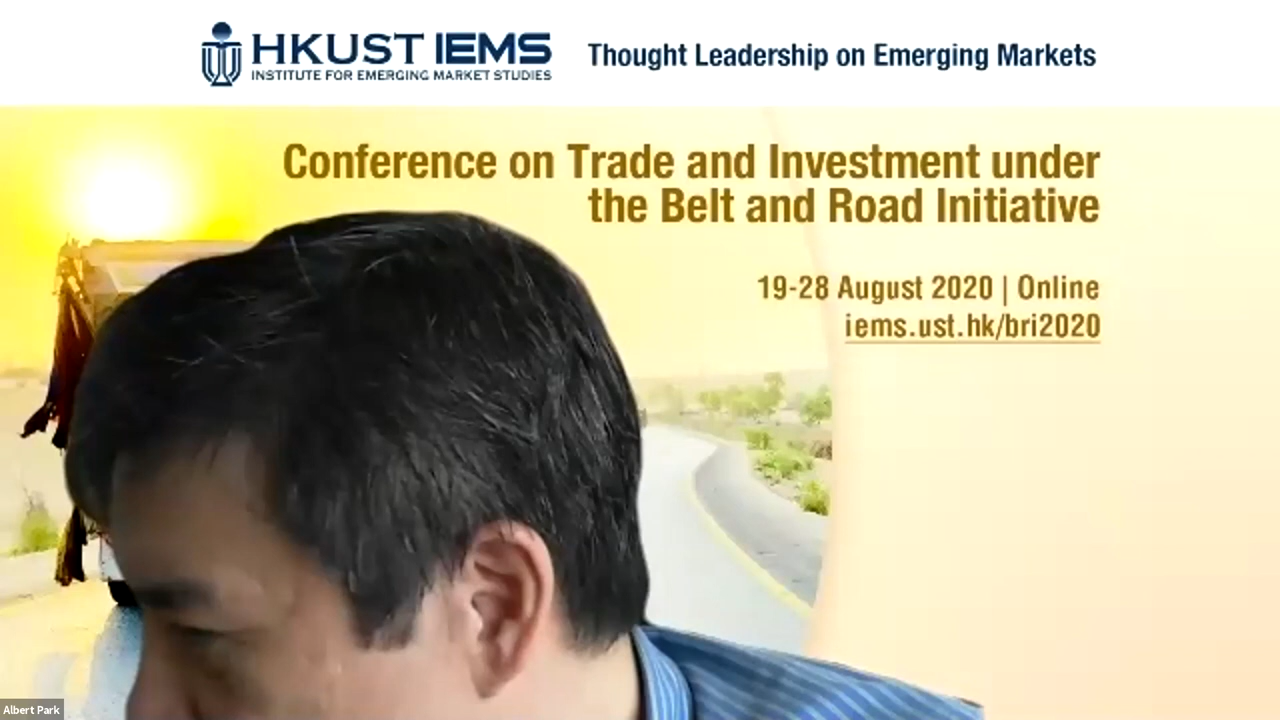 HKUST IEMS
INSTITUTE FOR EMERGING MARKET STUDIES
Thought Leadership on Emerging Markets
Conference on Trade and Investment under
the Belt and Road Initiative
19-28 August 2020 | Online
iems.ust.hk/bri2020
Albert Park